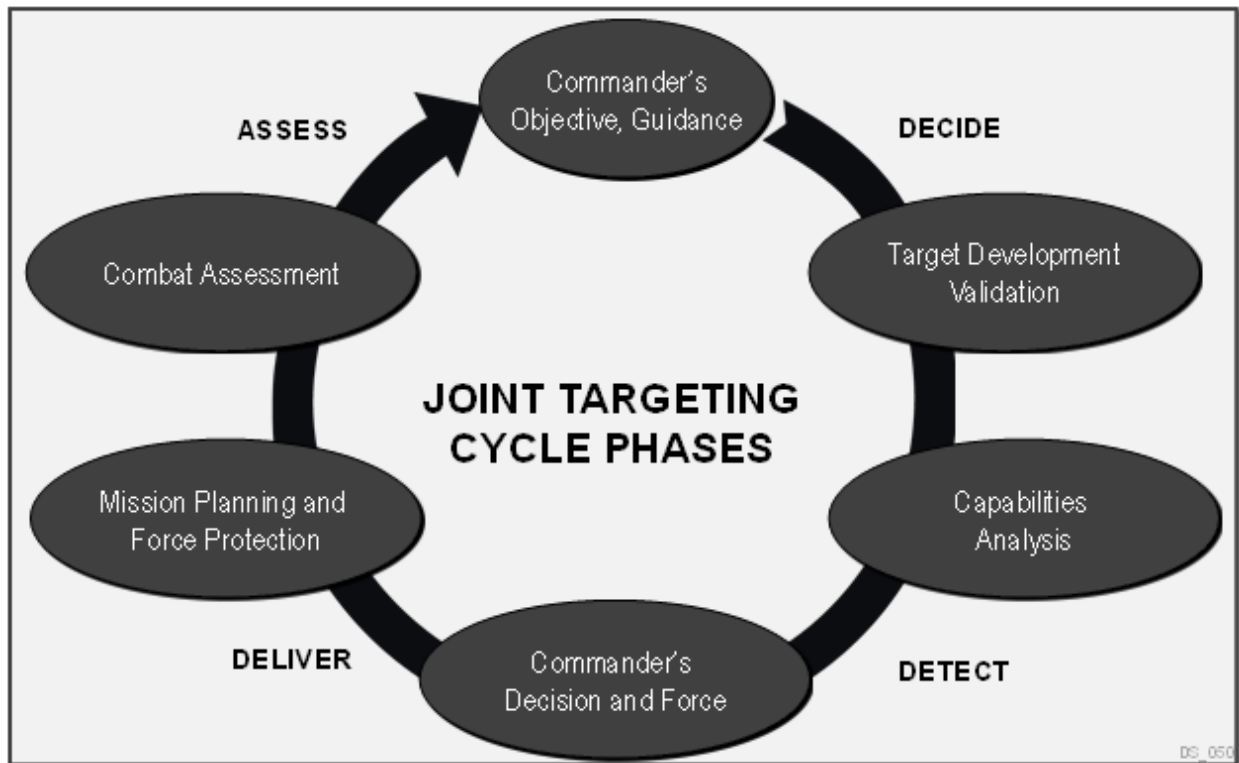 Commander's
Objective, Guidance
DECIDE
Target Development
Validation
Capabilities
Analysis
DETECT
Commander's
Decision and Force
DELIVER
Mission Planning and
Force Protection
Combat Assessment
ASSESS
JOINT TARGETING
CYCLE PHASES
DS_050